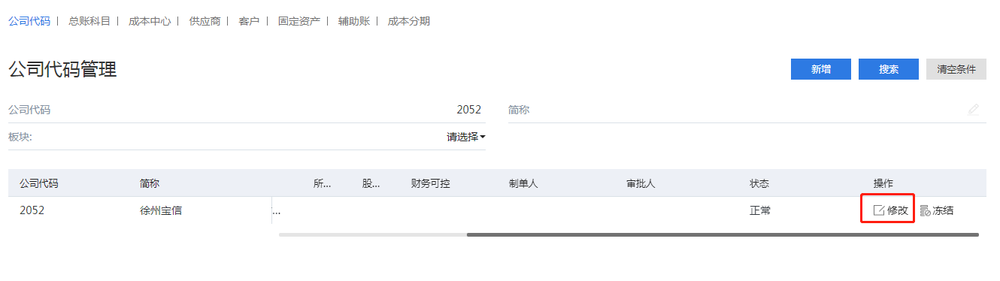 公司代码 | 总账科目 | 成本中心 | 供应商 | 客户 | 固定资产 | 辅助账 | 成本分期
公司代码管理 新增 搜索 清空条件
公司代码 2052 简称
板块: 请选择
公司代码 简称 所... 股... 财务可控 制单人 审批人 状态 操作
2052 徐州宝信 ... 正常 修改 冻结